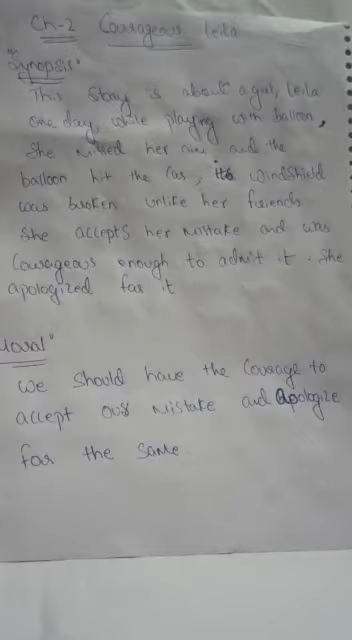 Ch-2 Courageous Leila
"Synopsis"
This story is about a girl, Leila
one day, while playing with balloon,
She missed her aim and the
balloon hit the car, its windshield
was broken unlike her friends
She accepts her mistake and was
Courageous enough to admit it. She
apologized for it
Moral"
We should have the Courage to
accept our mistake and Apologize
for the same.